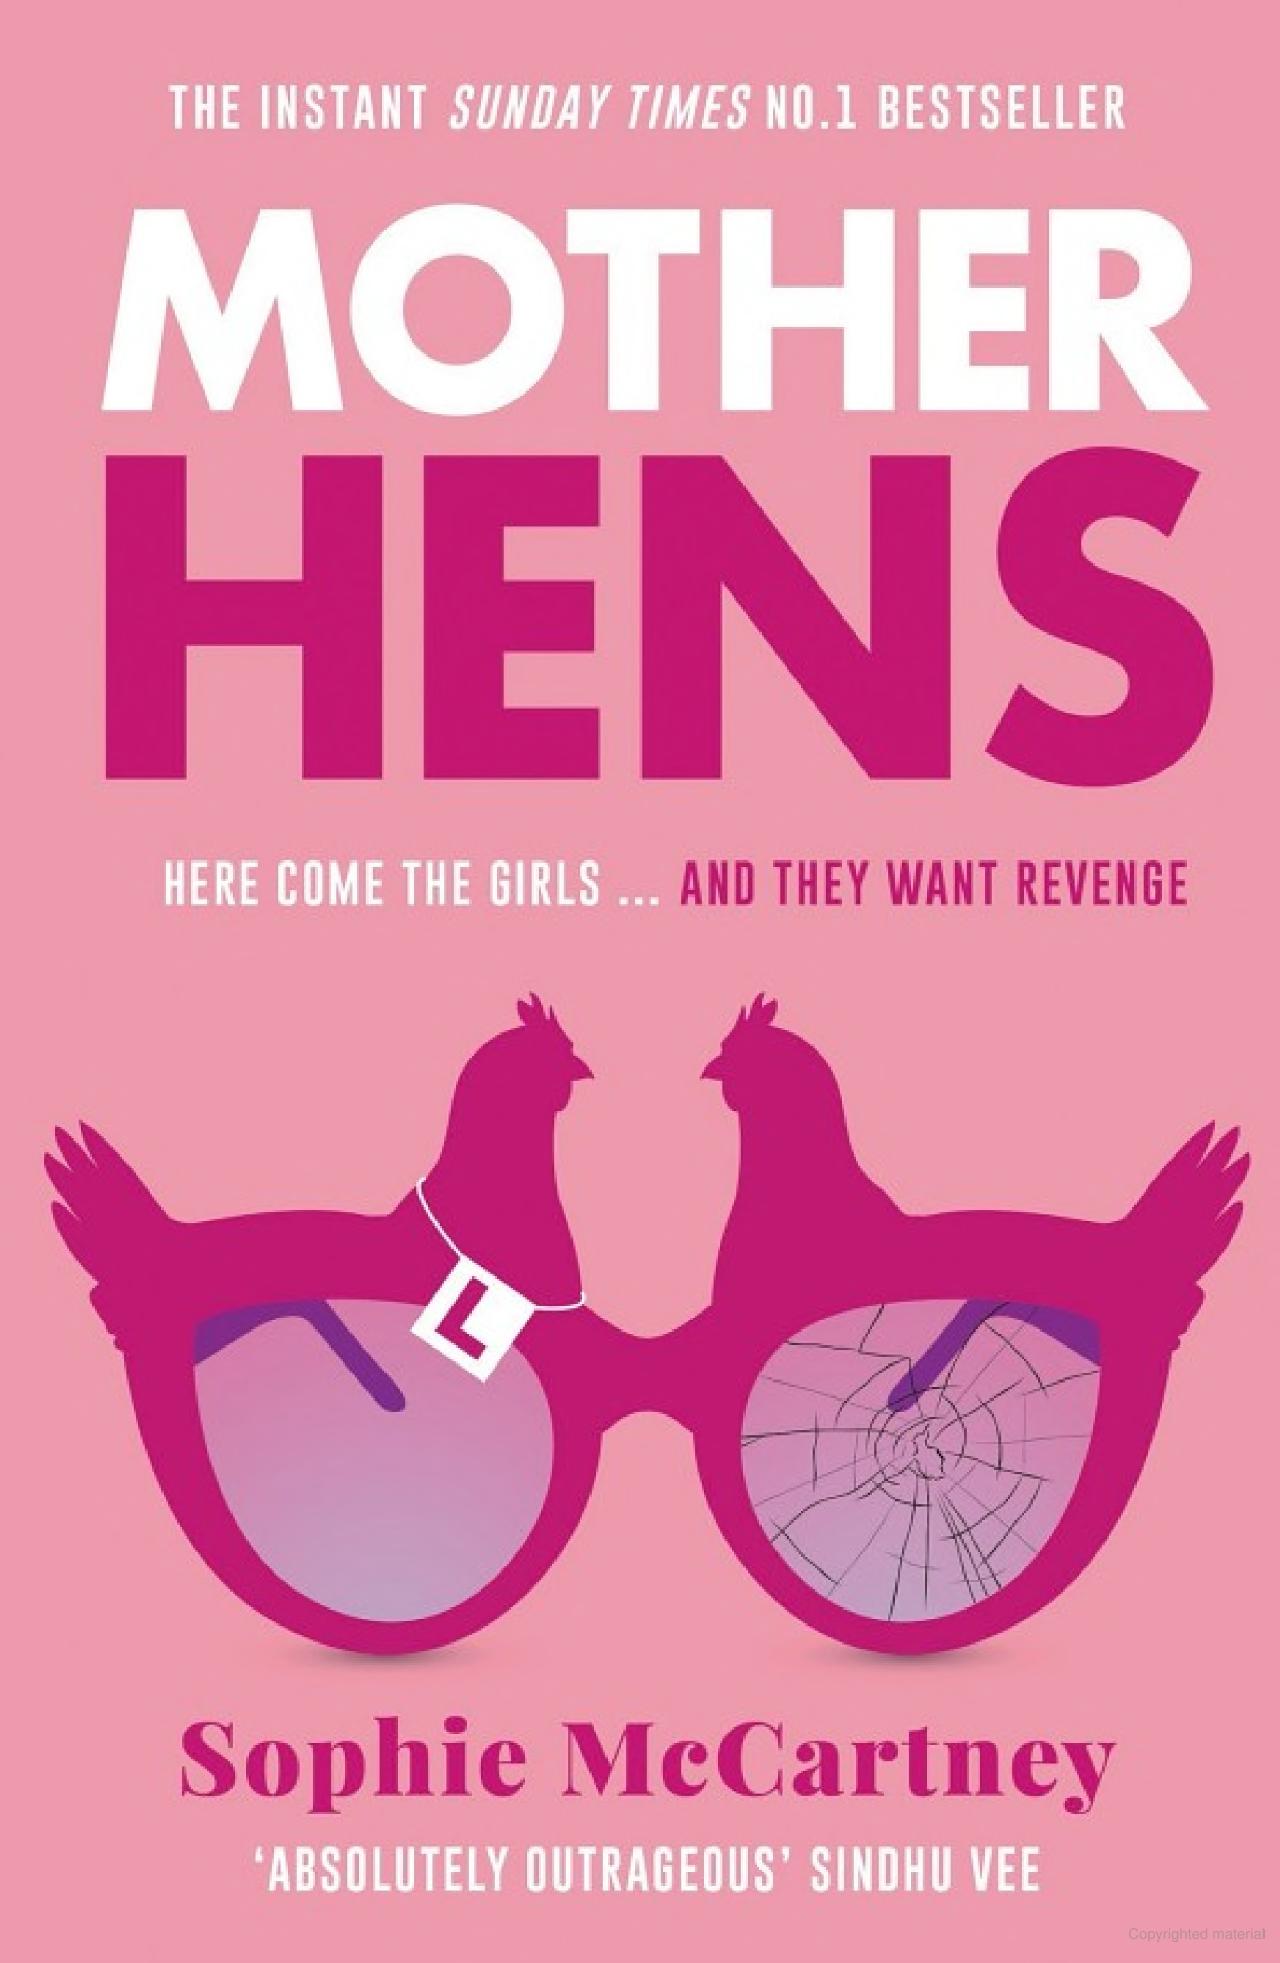 THE INSTANT SUNDAY TIMES NO.1 BESTSELLER
MOTHER
HENS
HERE COME THE GIRLS ... AND THEY WANT REVENGE
L
Sophie McCartney
‘ABSOLUTELY OUTRAGEOUS’ SINDHU VEE
Copyrighted material